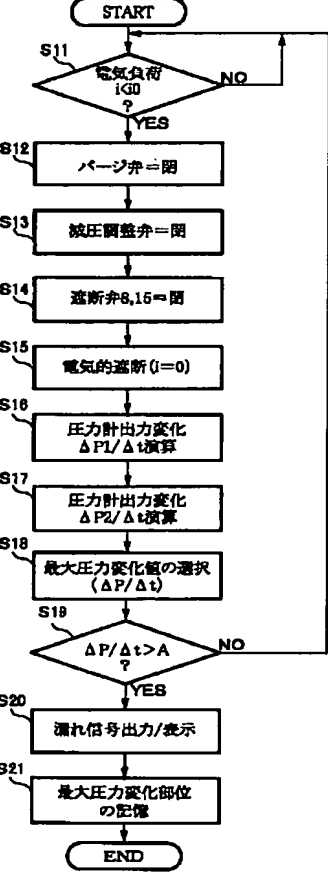 START
S11
電気負荷
i<i0
?
NO
YES
S12
パージ弁=閉
S13
減圧調整弁=閉
S14
遮断弁8,15=閉
S15
電気的遮断(i=0)
S16
圧力計出力変化
ΔP1/Δt演算
S17
圧力計出力変化
ΔP2/Δt演算
S18
最大圧力変化値の選択
(ΔP/Δt)
S19
ΔP/Δt>A
?
NO
YES
S20
漏れ信号出力/表示
S21
最大圧力変化部位
の記憶
END